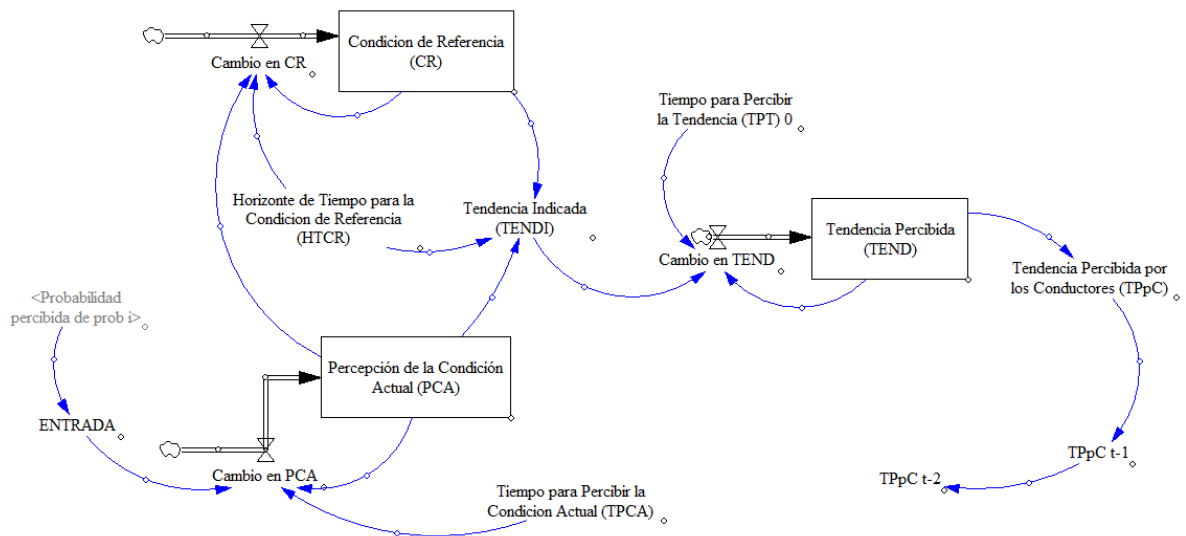 Condicion de Referencia
(CR)
Cambio en CR
Tiempo para Percibir
la Tendencia (TPT) 0
Horizonte de Tiempo para la
Condicion de Referencia
(HTCR)
Tendencia Indicada
(TENDI)
Tendencia Percibida
(TEND)
Cambio en TEND
Tendencia Percibida por
los Conductores (TPpC)
<Probabilidad
percibida de prob i>
Percepción de la Condición
Actual (PCA)
ENTRADA
Cambio en PCA
TPpC t-1
TPpC t-2
Tiempo para Percibir la
Condicion Actual (TPCA)